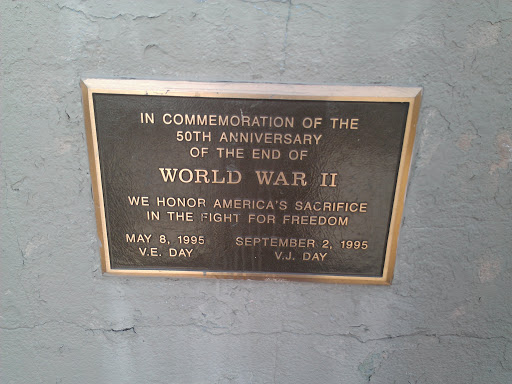 IN COMMEMORATION OF THE
50TH ANNIVERSARY
OF THE END OF
WORLD WAR II
WE HONOR AMERICA'S SACRIFICE
IN THE FIGHT FOR FREEDOM
MAY 8, 1995 SEPTEMBER 2, 1995
V.E. DAY V.J. DAY